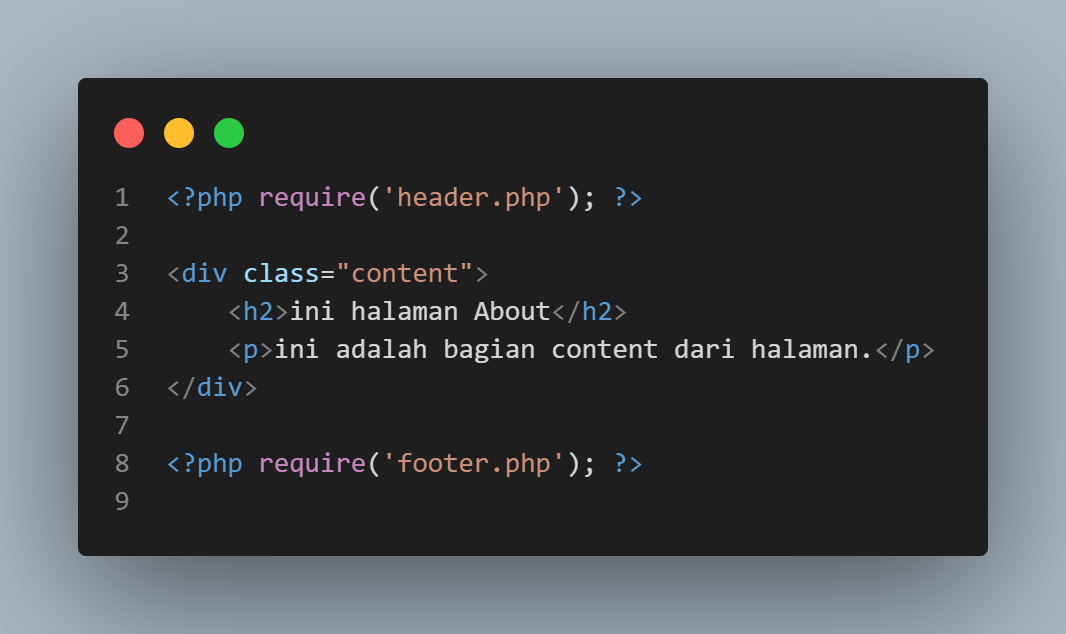 1 <?php require('header.php'); ?>
2
3 <div class="content">
4     <h2>ini halaman About</h2>
5     <p>ini adalah bagian content dari halaman.</p>
6 </div>
7
8 <?php require('footer.php'); ?>
9